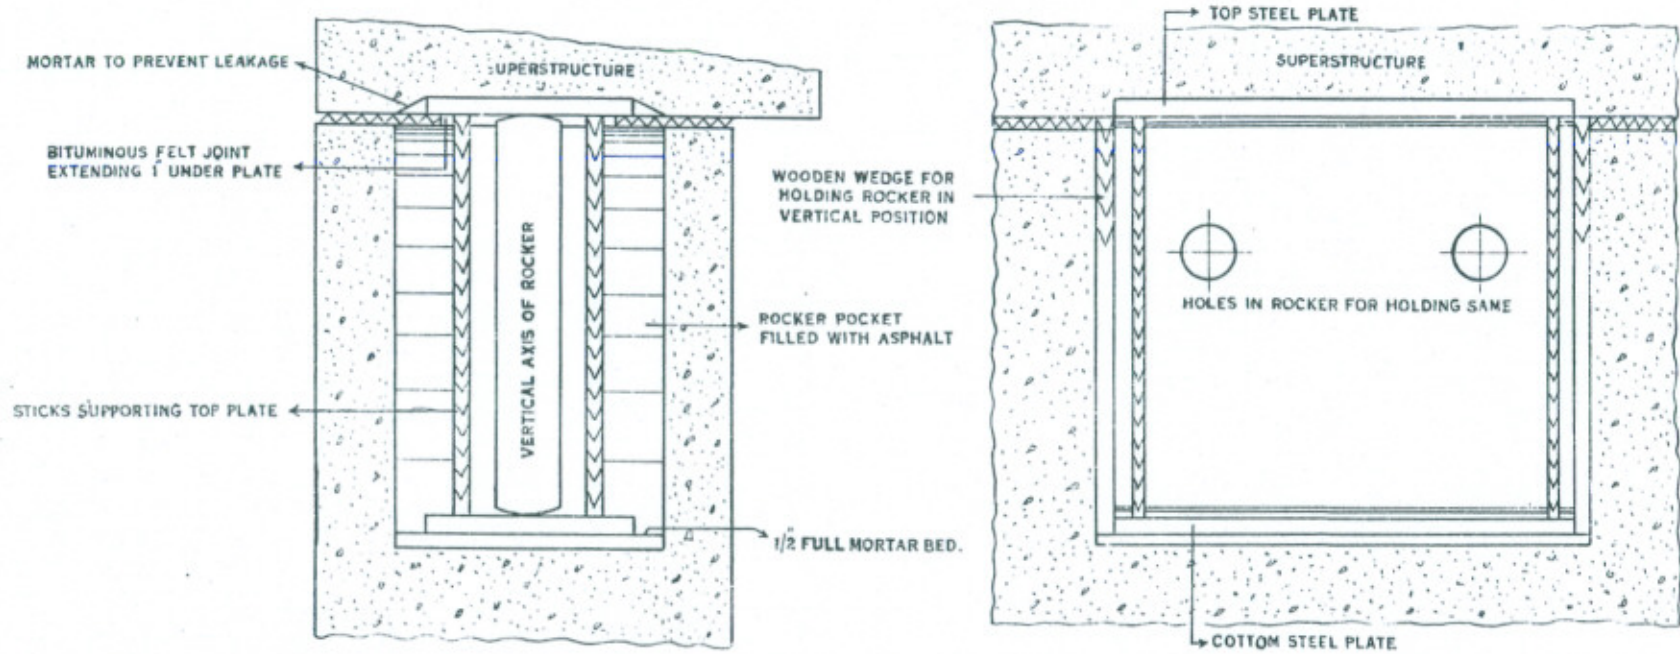 MORTAR TO PREVENT LEAKAGE
UPERSTRUCTURE
BITUMINOUS FELT JOINT
EXTENDING 1" UNDER PLATE
VERTICAL AXIS OF ROCKER
STICKS SUPPORTING TOP PLATE
ROCKER POCKET
FILLED WITH ASPHALT
1/2" FULL MORTAR BED.
TOP STEEL PLATE
SUPERSTRUCTURE
WOODEN WEDGE FOR
HOLDING ROCKER IN
VERTICAL POSITION
HOLES IN ROCKER FOR HOLDING SAME
COTTOM STEEL PLATE